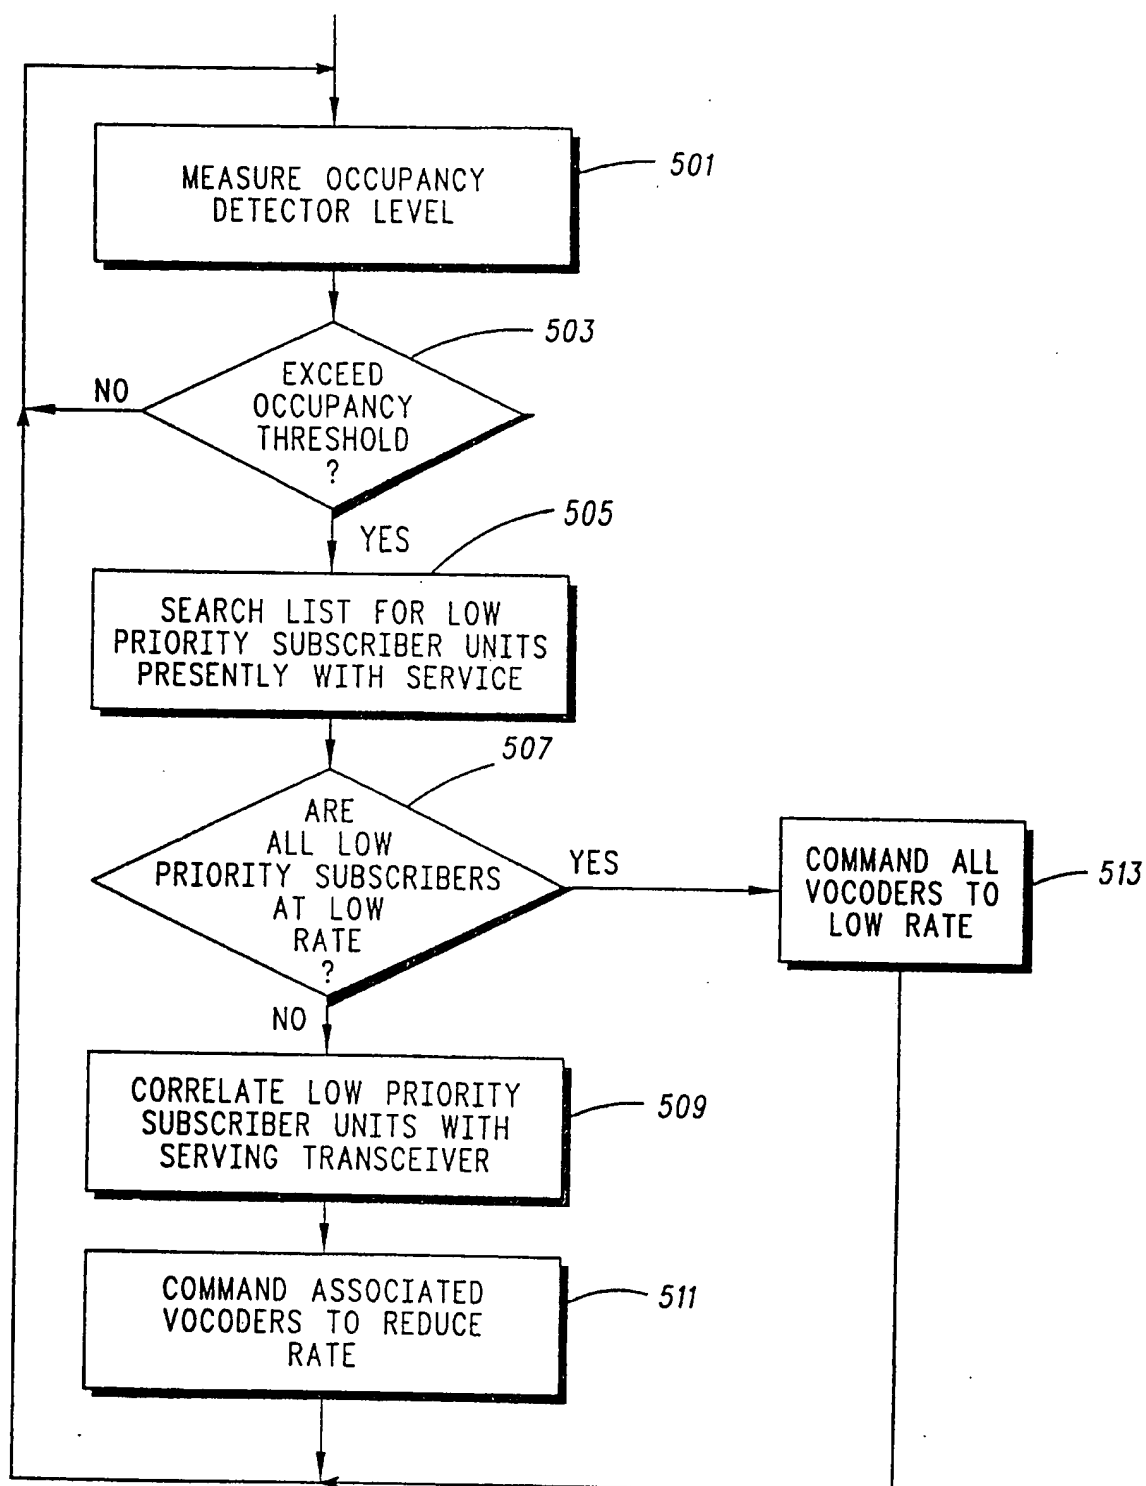 MEASURE OCCUPANCY
DETECTOR LEVEL
501
503
EXCEED
OCCUPANCY
THRESHOLD
?
NO
YES
505
SEARCH LIST FOR LOW
PRIORITY SUBSCRIBER UNITS
PRESENTLY WITH SERVICE
507
ARE
ALL LOW
PRIORITY SUBSCRIBERS
AT LOW
RATE
?
YES
COMMAND ALL
VOCODERS TO
LOW RATE
513
NO
CORRELATE LOW PRIORITY
SUBSCRIBER UNITS WITH
SERVING TRANSCEIVER
509
COMMAND ASSOCIATED
VOCODERS TO REDUCE
RATE
511